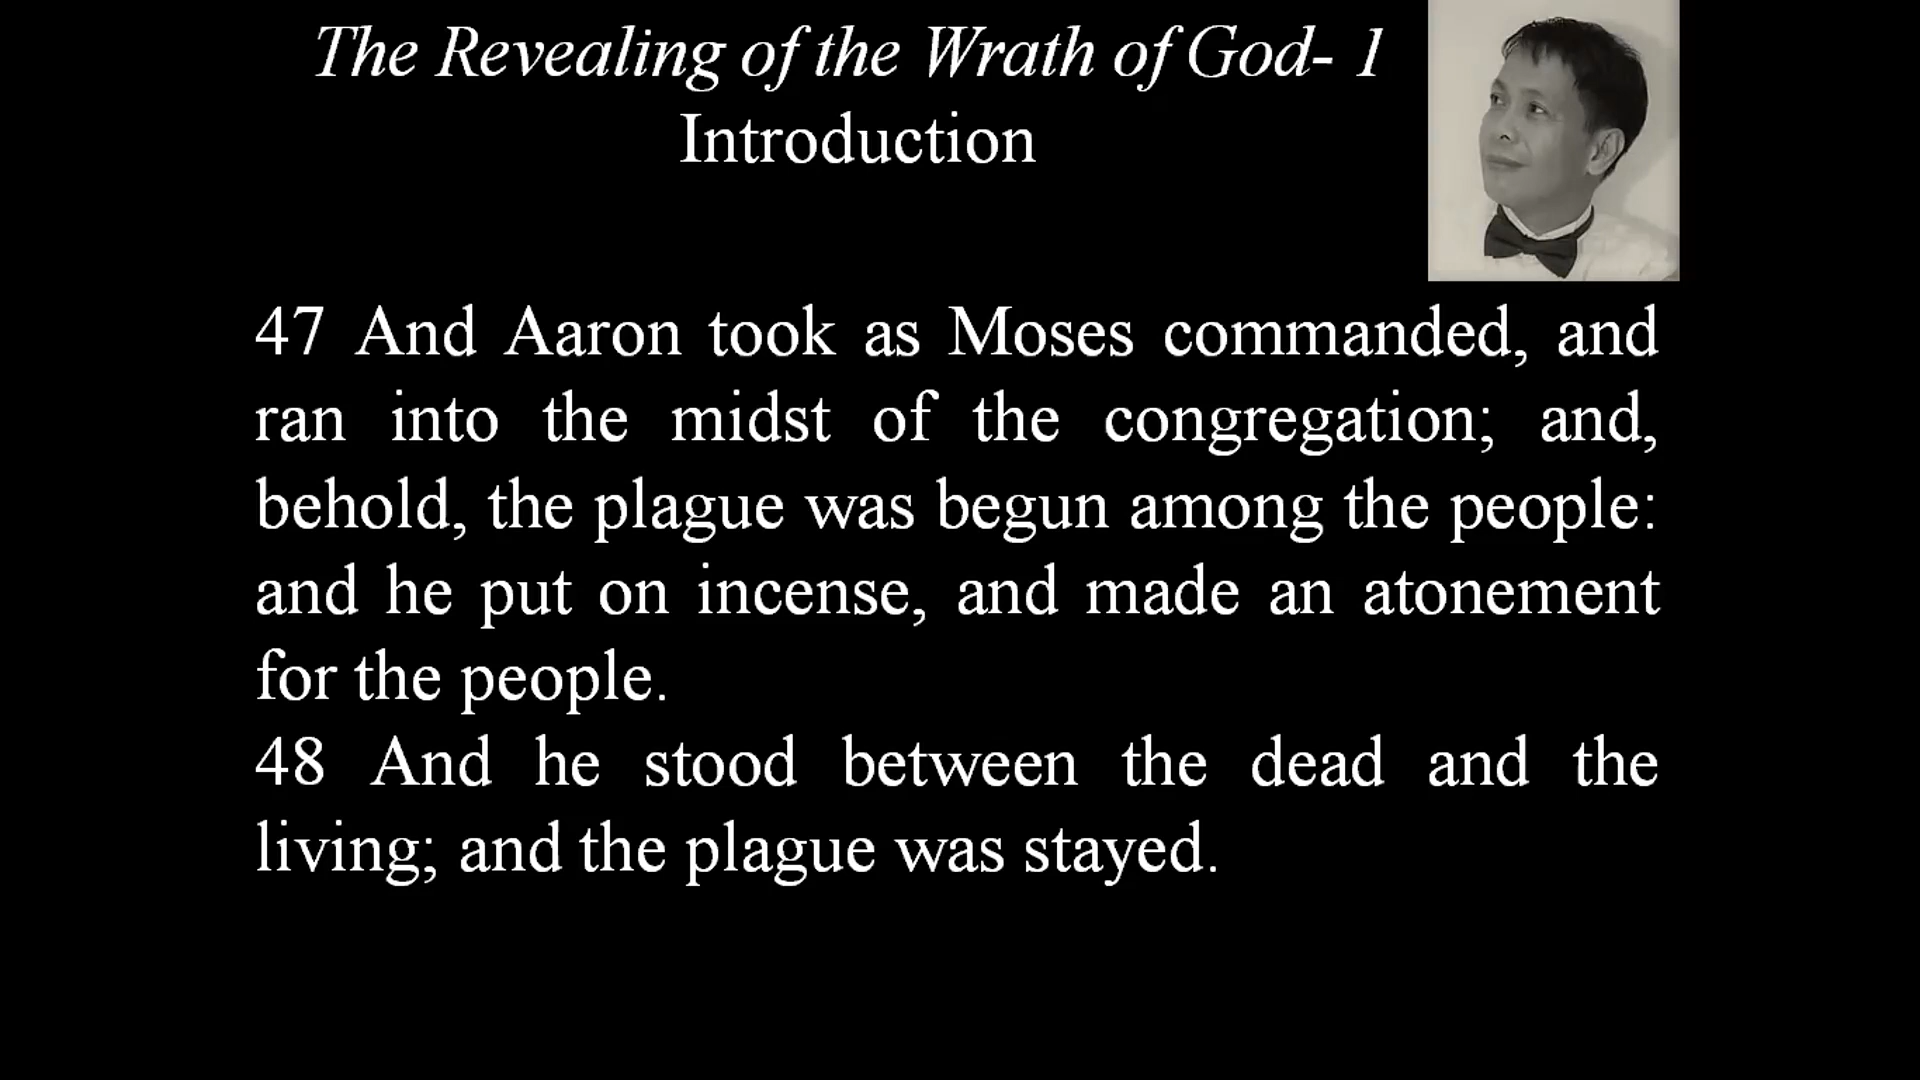 The Revealing of the Wrath of God- 1
Introduction
47 And Aaron took as Moses commanded, and
ran into the midst of the congregation; and,
behold, the plague was begun among the people:
and he put on incense, and made an atonement
for the people.
48 And he stood between the dead and the
living; and the plague was stayed.